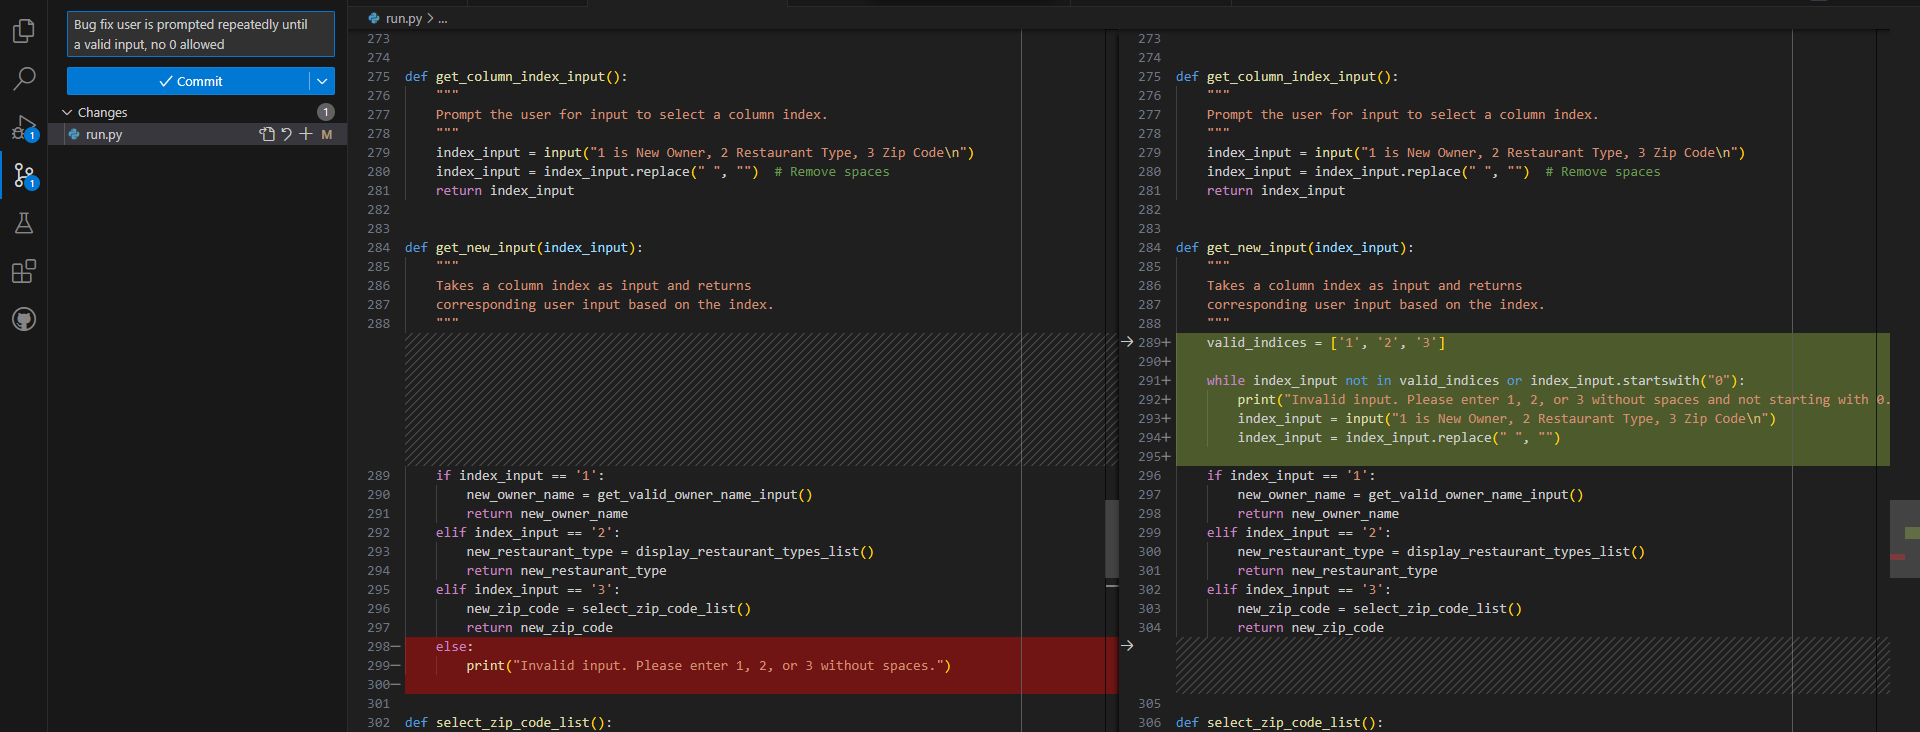 Bug fix user is prompted repeatedly until
a valid input, no 0 allowed
Commit
Changes
1
run.py
M
1
1
run.py > ...
273
274
275 def get_column_index_input():
276 """
277 Prompt the user for input to select a column index.
278 """
279 index_input = input("1 is New Owner, 2 Restaurant Type, 3 Zip Code\n")
280 index_input = index_input.replace(" ", "") # Remove spaces
281 return index_input
282
283
284 def get_new_input(index_input):
285 """
286 Takes a column index as input and returns
287 corresponding user input based on the index.
288 """
289 if index_input == '1':
290 new_owner_name = get_valid_owner_name_input()
291 return new_owner_name
292 elif index_input == '2':
293 new_restaurant_type = display_restaurant_types_list()
294 return new_restaurant_type
295 elif index_input == '3':
296 new_zip_code = select_zip_code_list()
297 return new_zip_code
298— else:
299— print("Invalid input. Please enter 1, 2, or 3 without spaces.")
300—
301
302 def select_zip_code_list():
273
274
275 def get_column_index_input():
276 """
277 Prompt the user for input to select a column index.
278 """
279 index_input = input("1 is New Owner, 2 Restaurant Type, 3 Zip Code\n")
280 index_input = index_input.replace(" ", "") # Remove spaces
281 return index_input
282
283
284 def get_new_input(index_input):
285 """
286 Takes a column index as input and returns
287 corresponding user input based on the index.
288 """
289+ valid_indices = ['1', '2', '3']
290+
291+ while index_input not in valid_indices or index_input.startswith("0"):
292+ print("Invalid input. Please enter 1, 2, or 3 without spaces and not starting with 0.
293+ index_input = input("1 is New Owner, 2 Restaurant Type, 3 Zip Code\n")
294+ index_input = index_input.replace(" ", "")
295+
296 if index_input == '1':
297 new_owner_name = get_valid_owner_name_input()
298 return new_owner_name
299 elif index_input == '2':
300 new_restaurant_type = display_restaurant_types_list()
301 return new_restaurant_type
302 elif index_input == '3':
303 new_zip_code = select_zip_code_list()
304 return new_zip_code
305
306 def select_zip_code_list():